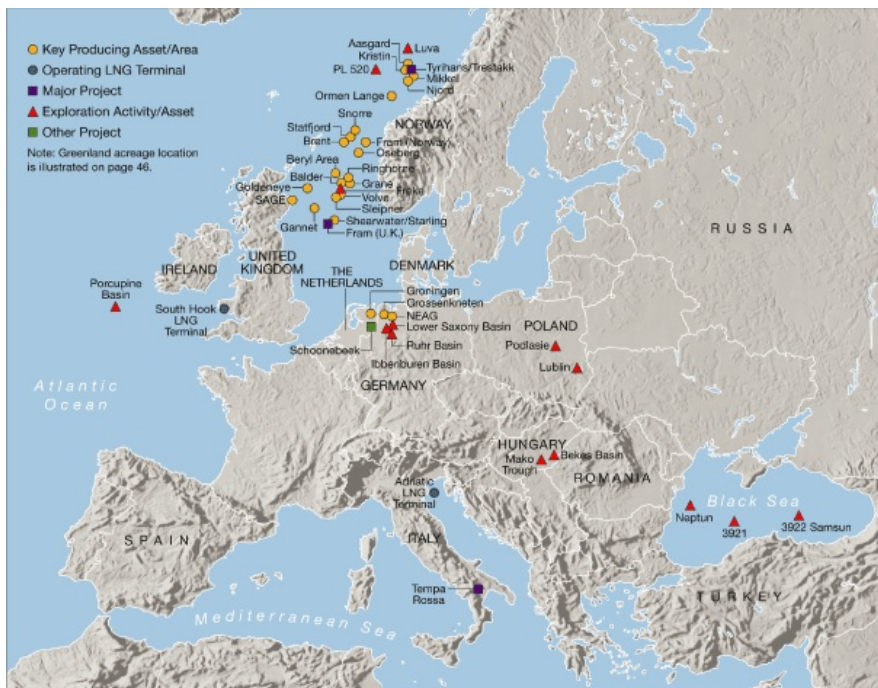 Key Producing Asset/Area
Operating LNG Terminal
Major Project
Exploration Activity/Asset
Other Project
Note: Greenland acreage location
is illustrated on page 46.
Aasgard
Kristin
Luva
PL 520
Tyrihans/Trestakk
Mikkel
Njord
Ormen Lange
Snorre
Statfjord
Brent
NORWAY
Fram (Norway)
Oseberg
Beryl Area
Balder
Ringhorne
Grane
Goldeneye
Froke
SAGE
Volve
Sleipner
Gannet
Shearwater/Starling
Fram (U.K.)
RUSSIA
UNITED
KINGDOM
IRELAND
DENMARK
THE
NETHERLANDS
Porcupine
Basin
South Hook
LNG
Terminal
Groningen
Grossenkneten
NEAG
Lower Saxony Basin
Ruhr Basin
Schoonebeek
Ibbenburen Basin
POLAND
Podlasie
Lublin
GERMANY
Atlantic
Ocean
HUNGARY
Mako
Trough
Bekes Basin
ROMANIA
Adriatic
LNG
Terminal
Black Sea
Naptun
3921
3922 Samsun
SPAIN
ITALY
Tempa
Rossa
TURKEY
Mediterranean Sea